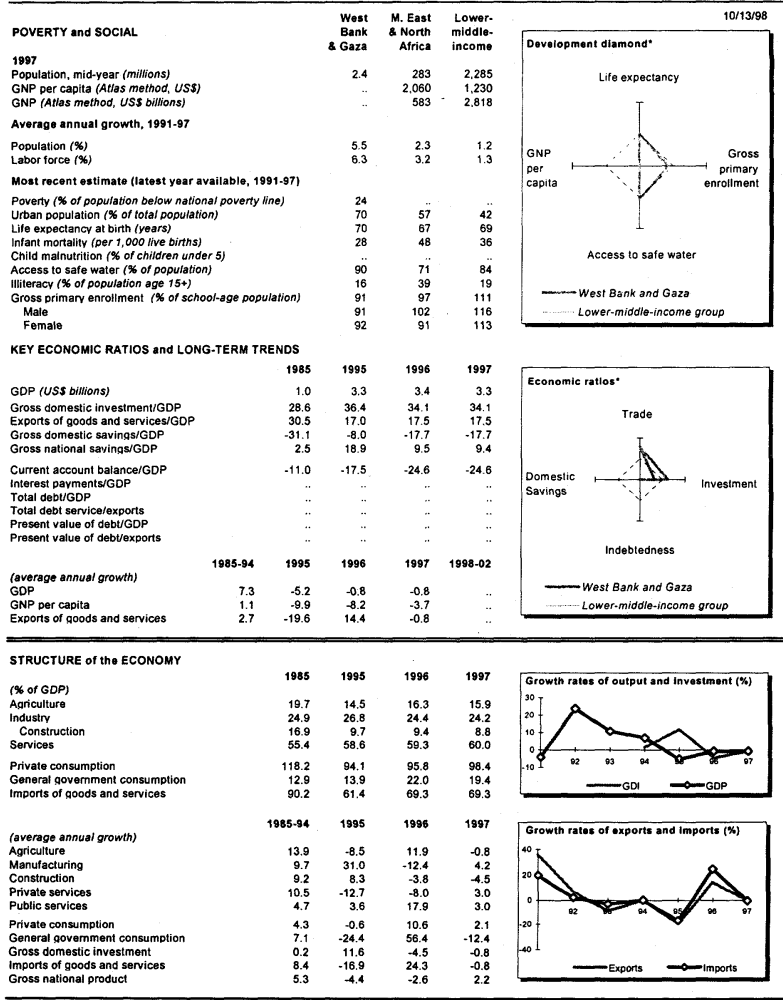 10/13/98
POVERTY and SOCIAL West Bank & Gaza M. East & North Africa Lower-middle-income
1997
Population, mid-year (millions) 2.4 283 2,285
GNP per capita (Atlas method, US$) .. 2,060 1,230
GNP (Atlas method, US$ billions) .. 583 2,818
Average annual growth, 1991-97
Population (%) 5.5 2.3 1.2
Labor force (%) 6.3 3.2 1.3
Most recent estimate (latest year available, 1991-97)
Poverty (% of population below national poverty line) 24 .. ..
Urban population (% of total population) 70 57 42
Life expectancy at birth (years) 70 67 69
Infant mortality (per 1,000 live births) 28 48 36
Child malnutrition (% of children under 5) .. .. ..
Access to safe water (% of population) 90 71 84
Illiteracy (% of population age 15+) 16 39 19
Gross primary enrollment (% of school-age population) 91 97 111
Male 91 102 116
Female 92 91 113
Development diamond*
Life expectancy
GNP per capita
Gross primary enrollment
Access to safe water
West Bank and Gaza
Lower-middle-income group
KEY ECONOMIC RATIOS and LONG-TERM TRENDS
1985 1995 1996 1997
GDP (US$ billions) 1.0 3.3 3.4 3.3
Gross domestic investment/GDP 28.6 36.4 34.1 34.1
Exports of goods and services/GDP 30.5 17.0 17.5 17.5
Gross domestic savings/GDP -31.1 -8.0 -17.7 -17.7
Gross national savings/GDP 2.5 18.9 9.5 9.4
Current account balance/GDP -11.0 -17.5 -24.6 -24.6
Interest payments/GDP .. .. .. ..
Total debt/GDP .. .. .. ..
Total debt service/exports .. .. .. ..
Present value of debt/GDP .. .. .. ..
Present value of debt/exports .. .. .. ..
1985-94 1995 1996 1997 1998-02
(average annual growth)
GDP 7.3 -5.2 -0.8 -0.8 ..
GNP per capita 1.1 -9.9 -8.2 -3.7 ..
Exports of goods and services 2.7 -19.6 14.4 -0.8 ..
Economic ratios*
Trade
Domestic Savings
Investment
Indebtedness
West Bank and Gaza
Lower-middle-income group
STRUCTURE of the ECONOMY
1985 1995 1996 1997
(% of GDP)
Agriculture 19.7 14.5 16.3 15.9
Industry 24.9 26.8 24.4 24.2
Construction 16.9 9.7 9.4 8.8
Services 55.4 58.6 59.3 60.0
Private consumption 118.2 94.1 95.8 98.4
General government consumption 12.9 13.9 22.0 19.4
Imports of goods and services 90.2 61.4 69.3 69.3
Growth rates of output and investment (%)
30
20
10
0
-10
92 93 94 95 96 97
GDI GDP
1985-94 1995 1996 1997
(average annual growth)
Agriculture 13.9 -8.5 11.9 -0.8
Manufacturing 9.7 31.0 -12.4 4.2
Construction 9.2 8.3 -3.8 -4.5
Private services 10.5 -12.7 -8.0 3.0
Public services 4.7 3.6 17.9 3.0
Private consumption 4.3 -0.6 10.6 2.1
General government consumption 7.1 -24.4 56.4 -12.4
Gross domestic investment 0.2 11.6 -4.5 -0.8
Imports of goods and services 8.4 -16.9 24.3 -0.8
Gross national product 5.3 -4.4 -2.6 2.2
Growth rates of exports and imports (%)
40
20
0
-20
-40
92 93 94 95 96 97
Exports Imports